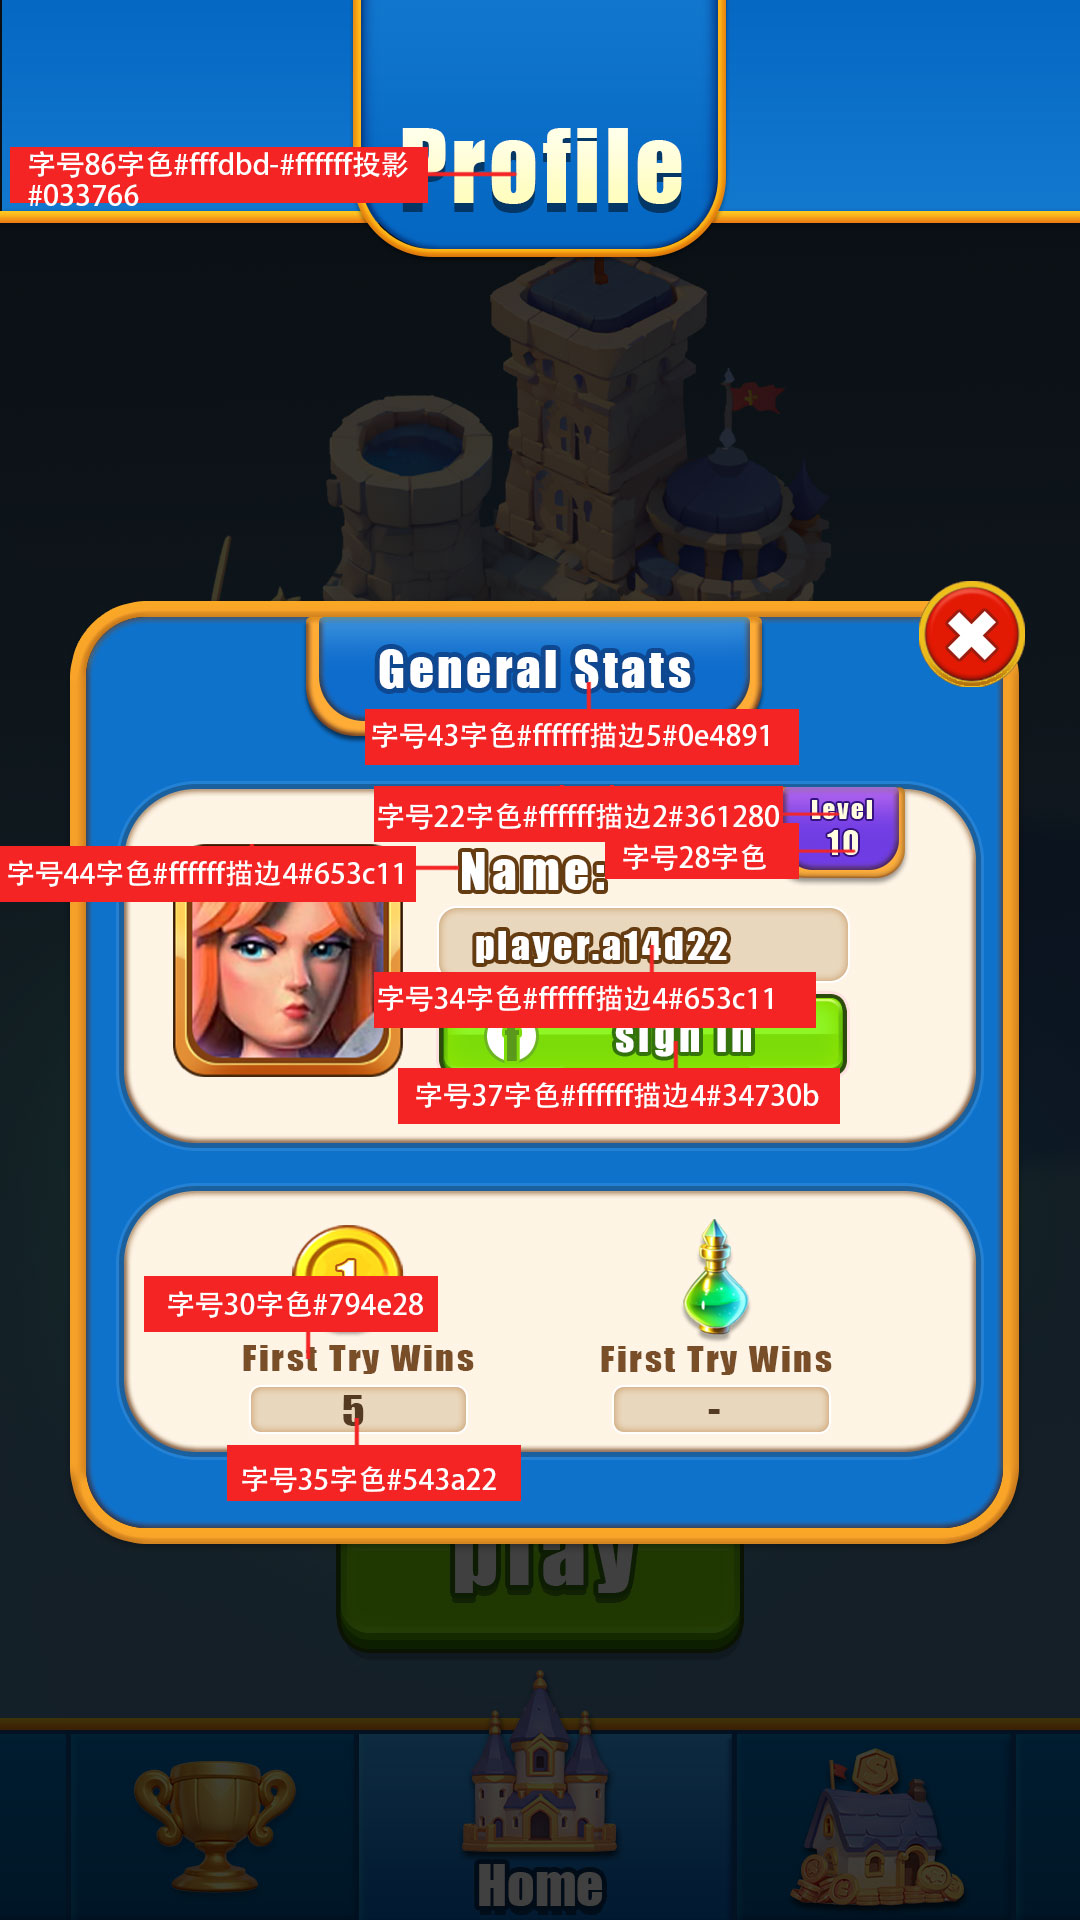 Profile
字号86字色#fffdbd-#ffffff投影
#033766
General Stats
字号43字色#ffffff描边5#0e4891
Level
字号22字色#ffffff描边2#361280
10
字号28字色
字号44字色#ffffff描边4#653c11
Name:
player.a14d22
字号34字色#ffffff描边4#653c11
sign in
字号37字色#ffffff描边4#34730b
1
字号30字色#794e28
First Try Wins
First Try Wins
5
-
字号35字色#543a22
play
Home